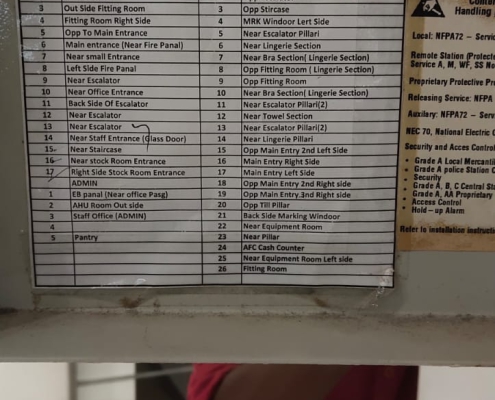 3 Out Side Fitting Room 3 Opp Stircase
4 Fitting Room Right Side 4 MRK Windoor Lert Side
5 Opp To Main Entrance 5 Near Escalator Pillari
6 Main entrance (Near Fire Panel) 6 Near Lingerie Section
7 Near small Entrance 7 Near Bra Section( Lingerie Section)
8 Left Side Fire Panel 8 Opp Fitting Room ( Lingerie Section)
9 Near Escalator 9 Opp Fitting Room
10 Near Office Entrance 10 Near Bra Section( Lingerie Section)
11 Back Side Of Escalator 11 Near Escalator Pillari(2)
12 Near Escalator 12 Near Towel Section
13 Near Escalator 13 Near Escalator Pillari(2)
14 Near Staff Entrance (Glass Door) 14 Near Lingerie Pillari
15 Near Staircase 15 Opp Main Entry 2nd Left Side
16 Near stock Room Entrance 16 Main Entry Right Side
17 Right Side Stock Room Entrance 17 Main Entry Left Side
ADMIN 18 Opp Main Entry 2nd Right side
1 EB panel (Near office Pasg) 19 Opp Main Entry.3nd Right side
2 AHU Room Out side 20 Opp Till Pillar
3 Staff Office (ADMIN) 21 Back Side Marking Windoor
4 22 Near Equipment Room
5 Pantry 23 Near Pillar
24 AFC Cash Counter
25 Near Equipment Room Left side
26 Fitting Room
Handling
Local: NFPA72 – Servic
Remote Station (Protecte
Service A, M, WF, SS No
Proprietary Protective Pr
Releasing Service: NFPA
Auxilary: NFPA72 – Serv
NEC 70, National Electric C
Security and Acces Control
• Grade A Local Mercantil
• Grade A police Station C
• Security
• Grade A, B, C Central St
• Grade A, AA Proprietary
• Access Control
• Hold – up Alarm
Refer to installation instructi